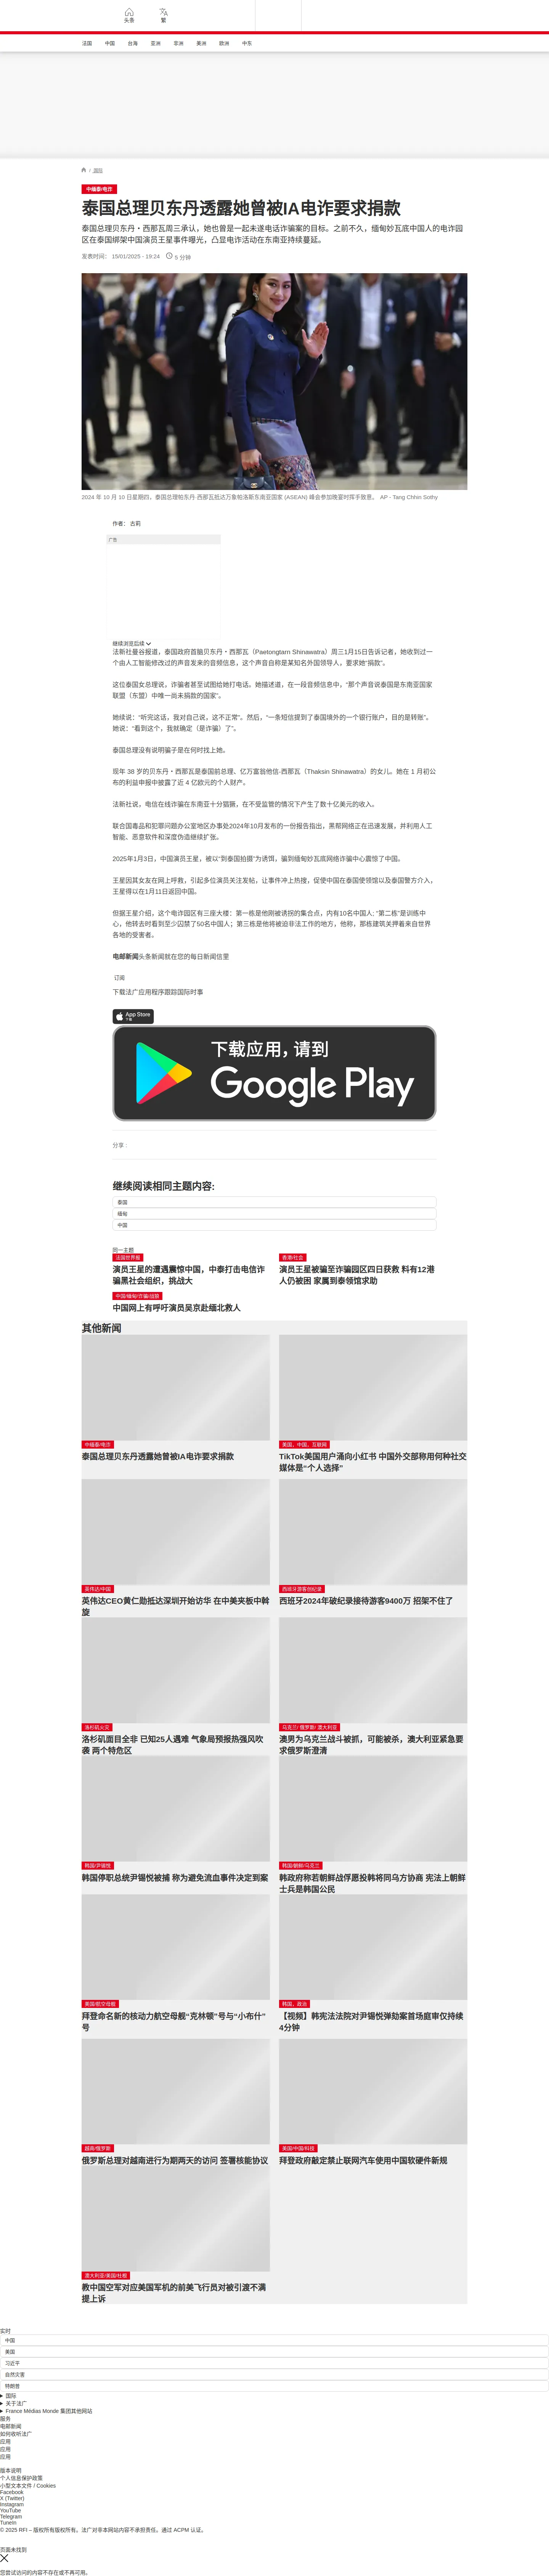 头条
繁
法国
中国
台海
亚洲
非洲
美洲
欧洲
中东
/ 国际
中缅泰/电诈
泰国总理贝东丹透露她曾被IA电诈要求捐款
泰国总理贝东丹・西那瓦周三承认，她也曾是一起未遂电话诈骗案的目标。之前不久，缅甸妙瓦底中国人的电诈园
区在泰国绑架中国演员王星事件曝光，凸显电诈活动在东南亚持续蔓延。
发表时间： 15/01/2025 - 19:24
5 分钟
2024 年 10 月 10 日星期四，泰国总理帕东丹·西那瓦抵达万象帕洛斯东南亚国家 (ASEAN) 峰会参加晚宴时挥手致意。 AP - Tang Chhin Sothy
作者： 古莉
广告
继续浏览后续
法新社曼谷报道，泰国政府首脑贝东丹・西那瓦（Paetongtarn Shinawatra）周三1月15日告诉记者，她收到过一
个由人工智能修改过的声音发来的音频信息，这个声音自称是某知名外国领导人，要求她“捐款”。
这位泰国女总理说，诈骗者甚至试图给她打电话。她描述道，在一段音频信息中，“那个声音说泰国是东南亚国家
联盟（东盟）中唯一尚未捐款的国家”。
她续说：“听完这话，我对自己说，这不正常”。然后，“一条短信提到了泰国境外的一个银行账户，目的是转账”。
她说：“看到这个，我就确定（是诈骗）了”。
泰国总理没有说明骗子是在何时找上她。
现年 38 岁的贝东丹・西那瓦是泰国前总理、亿万富翁他信-西那瓦（Thaksin Shinawatra）的女儿。她在 1 月初公
布的利益申报中披露了近 4 亿欧元的个人财产。
法新社说，电信在线诈骗在东南亚十分猖獗，在不受监管的情况下产生了数十亿美元的收入。
联合国毒品和犯罪问题办公室地区办事处2024年10月发布的一份报告指出，黑帮网络正在迅速发展，并利用人工
智能、恶意软件和深度伪造继续扩张。
2025年1月3日，中国演员王星，被以“到泰国拍摄”为诱饵，骗到缅甸妙瓦底网络诈骗中心震惊了中国。
王星因其女友在网上呼救，引起多位演员关注发帖，让事件冲上热搜，促使中国在泰国使领馆以及泰国警方介入，
王星得以在1月11日返回中国。
但据王星介绍，这个电诈园区有三座大楼：第一栋是他刚被诱拐的集合点，内有10名中国人; “第二栋”是训练中
心，他转去时看到至少囚禁了50名中国人；第三栋是他将被迫非法工作的地方，他称，那栋建筑关押着来自世界
各地的受害者。
电邮新闻头条新闻就在您的每日新闻信里
订阅
下载法广应用程序跟踪国际时事
App Store
下载
下载应用，请到
Google Play
分享 :
继续阅读相同主题内容:
泰国
缅甸
中国
同一主题
法国世界报
演员王星的遭遇震惊中国，中泰打击电信诈
骗黑社会组织，挑战大
香港/社会
演员王星被骗至诈骗园区四日获救 料有12港
人仍被困 家属到泰领馆求助
中国/缅甸/诈骗/拐骗
中国网上有呼吁演员吴京赴缅北救人
其他新闻
中缅泰/电诈
泰国总理贝东丹透露她曾被IA电诈要求捐款
美国，中国，互联网
TikTok美国用户涌向小红书 中国外交部称用何种社交
媒体是“个人选择”
英伟达/中国
英伟达CEO黄仁勋抵达深圳开始访华 在中美夹板中斡
旋
西班牙游客创纪录
西班牙2024年破纪录接待游客9400万 招架不住了
洛杉矶火灾
洛杉矶面目全非 已知25人遇难 气象局预报热强风吹
袭 两个特危区
乌克兰/ 俄罗斯/ 澳大利亚
澳男为乌克兰战斗被抓，可能被杀，澳大利亚紧急要
求俄罗斯澄清
韩国/尹锡悦
韩国停职总统尹锡悦被捕 称为避免流血事件决定到案
韩国/朝鲜/乌克兰
韩政府称若朝鲜战俘愿投韩将同乌方协商 宪法上朝鲜
士兵是韩国公民
美国/航空母舰
拜登命名新的核动力航空母舰“克林顿”号与“小布什”
号
韩国，政治
【视频】韩宪法法院对尹锡悦弹劾案首场庭审仅持续
4分钟
越南/俄罗斯
俄罗斯总理对越南进行为期两天的访问 签署核能协议
美国/中国/科技
拜登政府敲定禁止联网汽车使用中国软硬件新规
澳大利亚/美国/社根
教中国空军对应美国军机的前美飞行员对被引渡不满
提上诉
实时
中国
美国
习近平
自然灾害
特朗普
国际
关于法广
France Médias Monde 集团其他网站
服务
电邮新闻
如何收听法广
应用
应用
应用
版本说明
个人信息保护政策
小型文本文件 / Cookies
Facebook
X (Twitter)
Instagram
YouTube
Telegram
TuneIn
© 2025 RFI – 版权所有版权所有。法广对非本网站内容不承担责任。通过 ACPM 认证。
页面未找到
您尝试访问的内容不存在或不再可用。